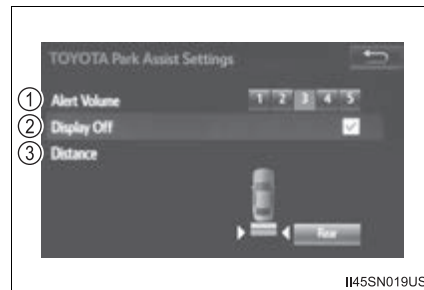 TOYOTA Park Assist Settings
1 Alert Volume 1 2 3 4 5
2 Display Off
3 Distance
Rear
II45SN019US